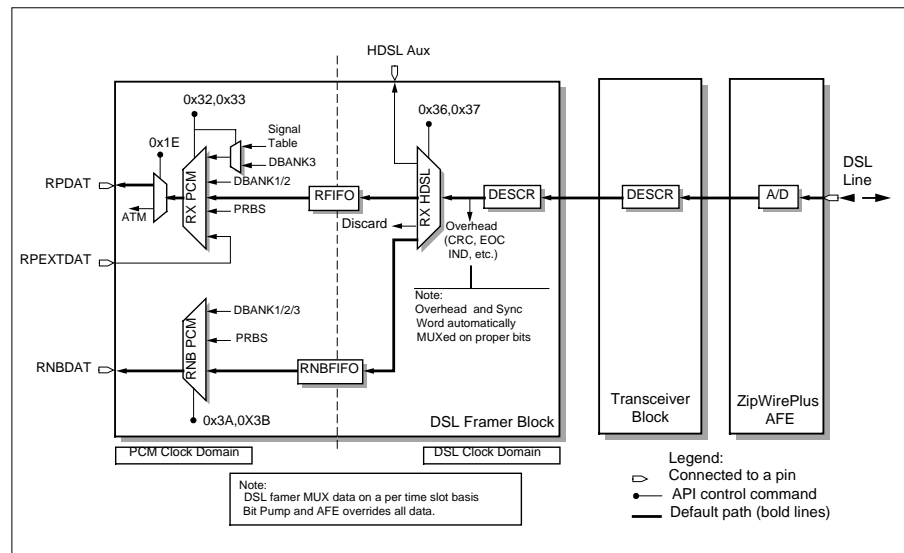 HDSL Aux
0x32,0x33
0x36,0x37
Signal
Table
DBANK3
0x1E
RX PCM
DBANK1/2
RPDAT
ATM
PRBS
RFIFO
RX HDSL
DESCR
DESCR
A/D
DSL
Line
Discard
Overhead
(CRC, EOC
IND, etc.)
RPEXTDAT
Note:
Overhead and Sync
Word automatically
MUXed on proper bits
DBANK1/2/3
RNB PCM
PRBS
RNBDAT
RNBFIFO
0x3A,0X3B
DSL Framer Block
Transceiver
Block
ZipWirePlus
AFE
PCM Clock Domain
DSL Clock Domain
Legend:
Connected to a pin
API control command
Default path (bold lines)
Note:
DSL famer MUX data on a per time slot basis
Bit Pump and AFE overrides all data.